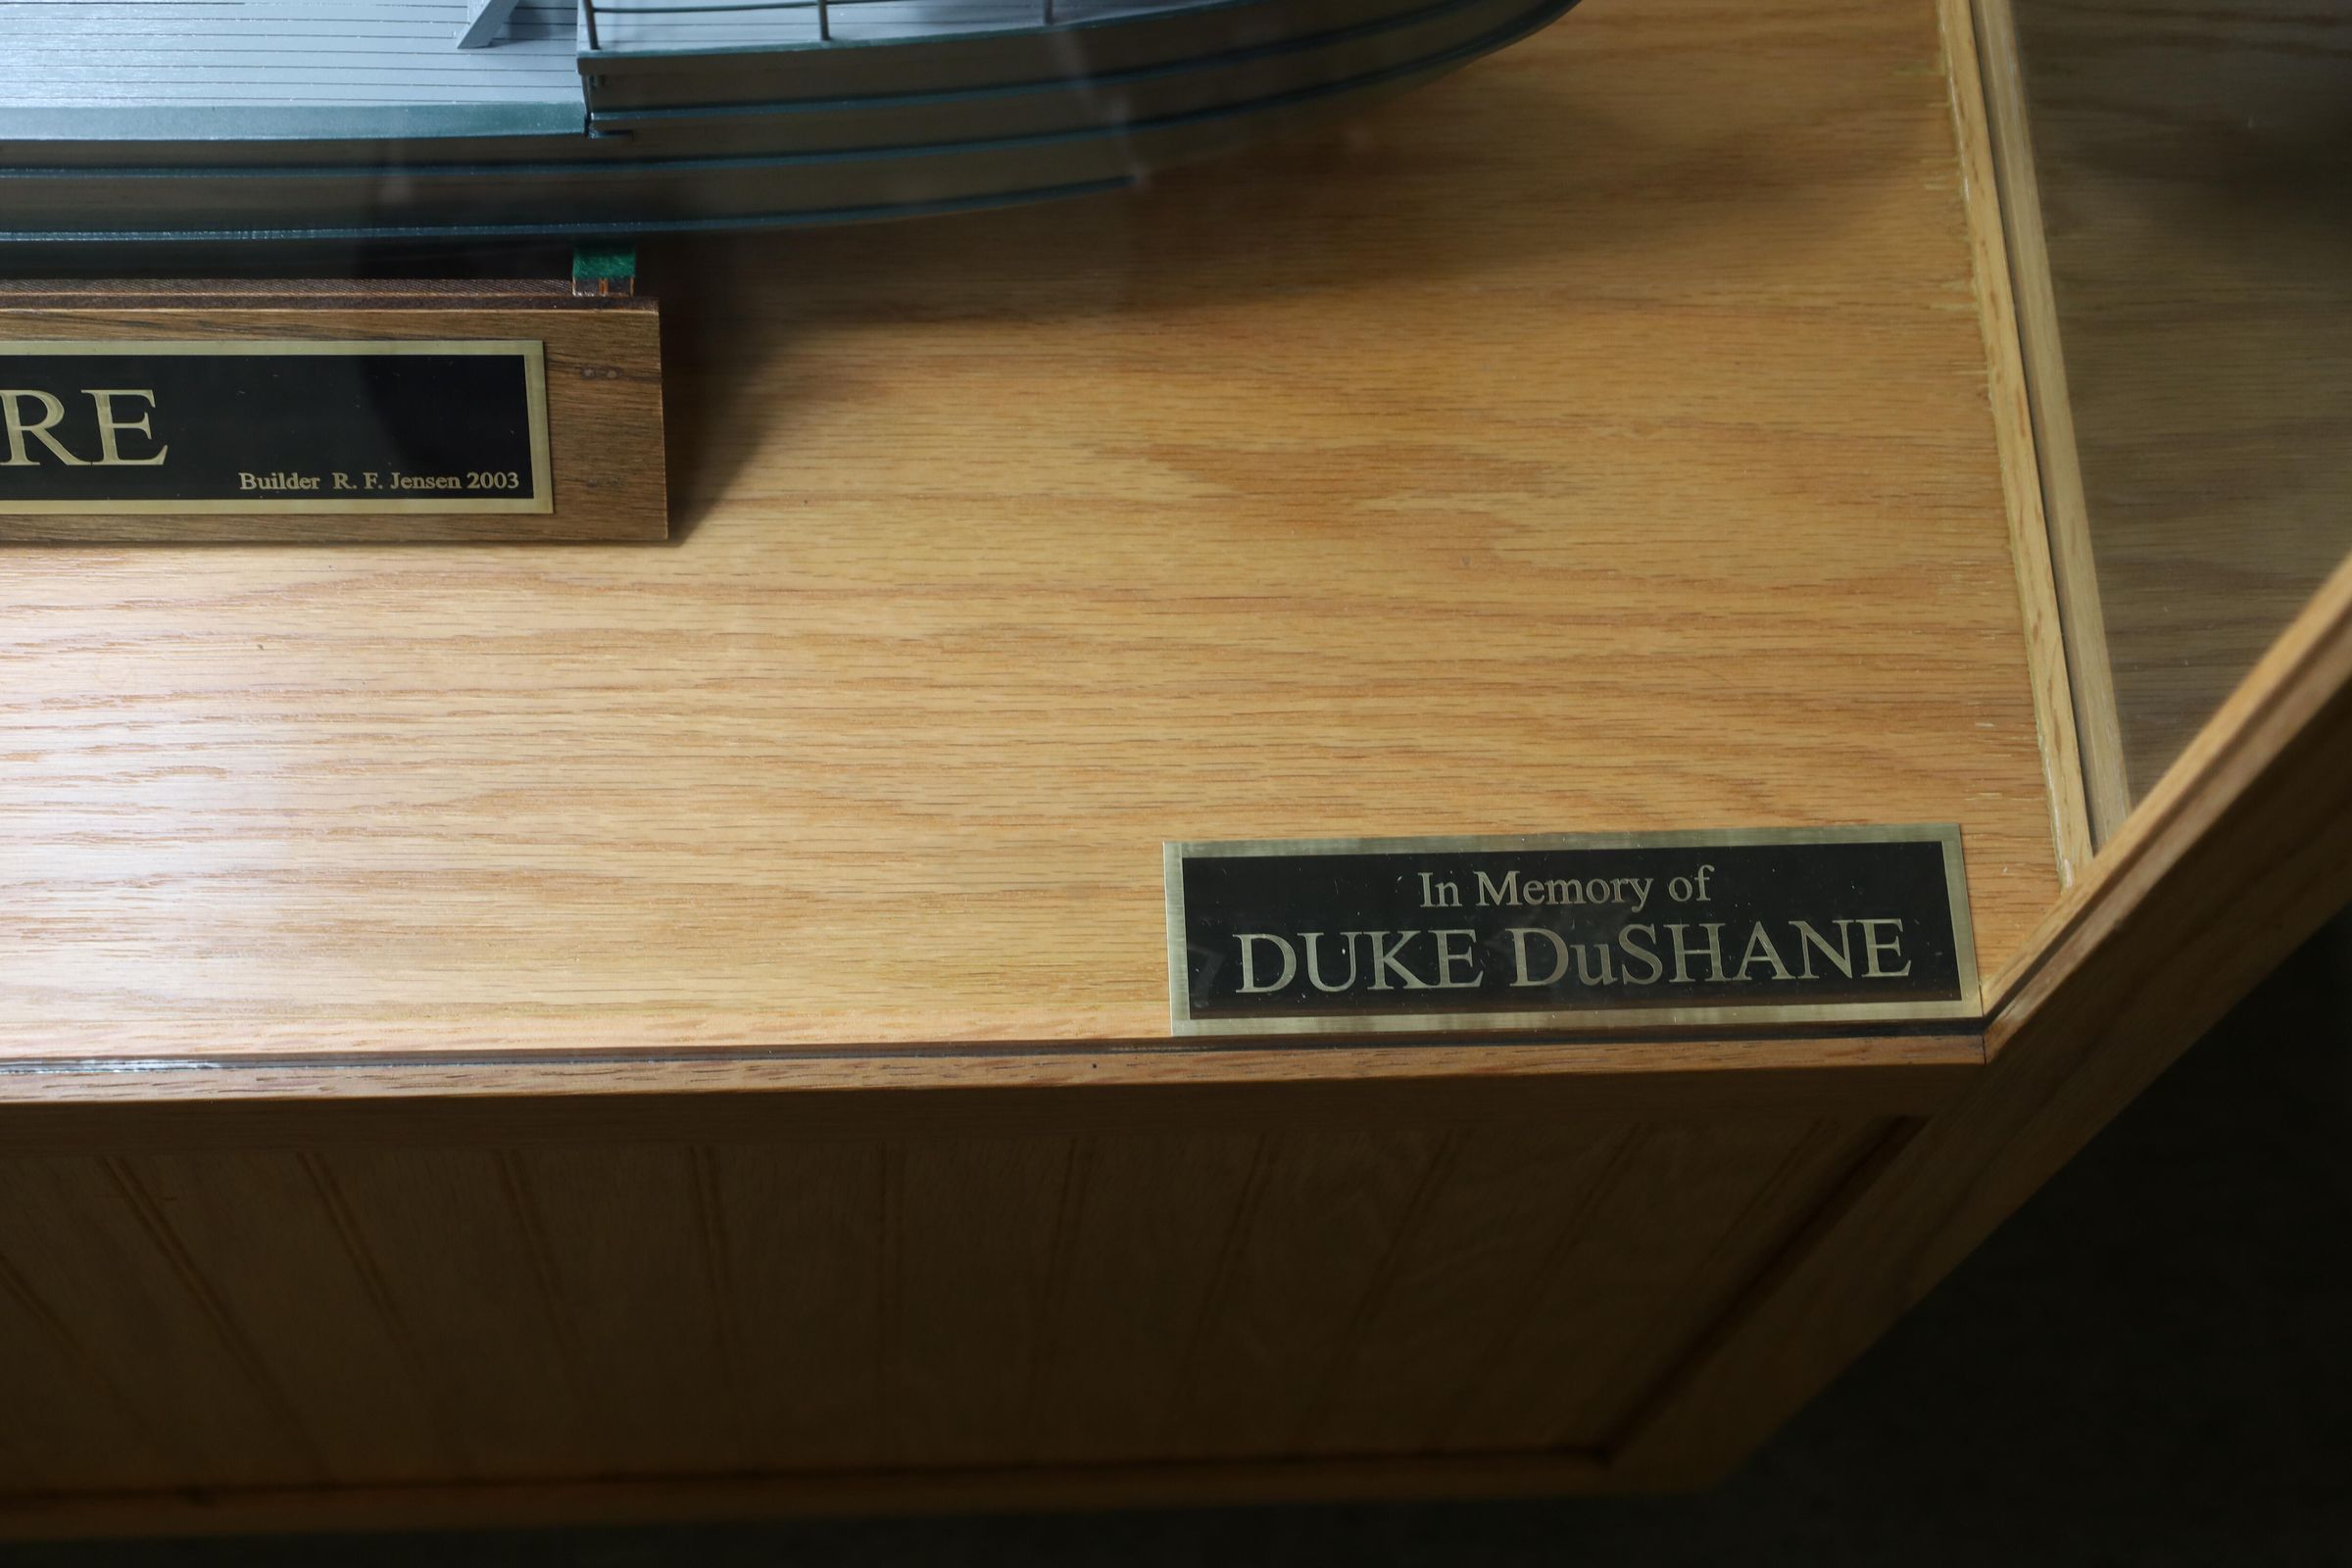 RE
Builder R. F. Jensen 2003
In Memory of
DUKE DuSHANE